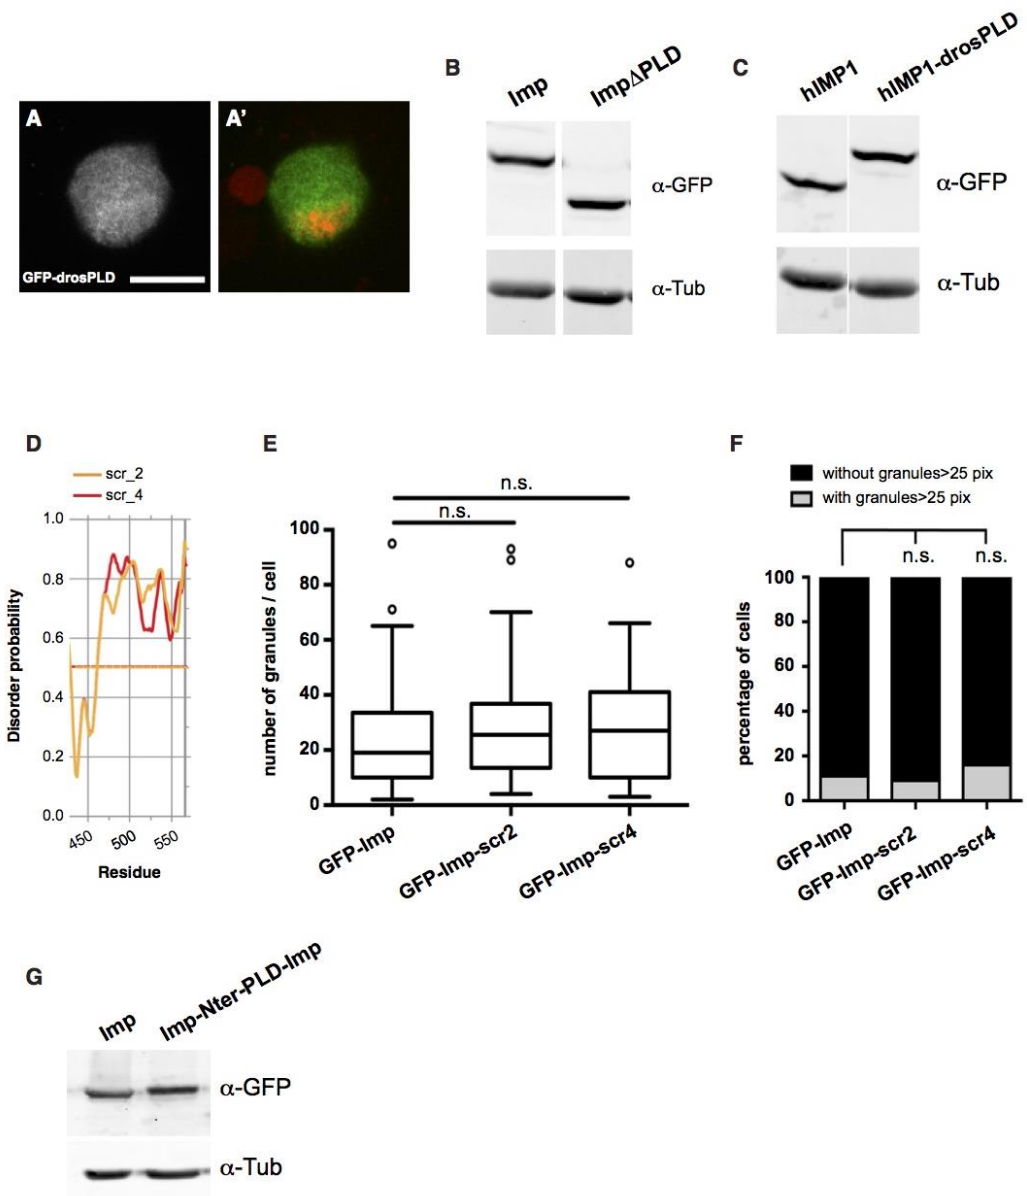 A
A'
GFP-drosPLD
B
Imp
ImpΔPLD
α-GFP
α-Tub
C
hIMP1
hIMP1-drosPLD
α-GFP
α-Tub
D
scr_2
scr_4
Disorder probability
1.0
0.8
0.6
0.4
0.2
0.0
450
500
550
Residue
E
n.s.
n.s.
number of granules / cell
100
80
60
40
20
0
GFP-Imp
GFP-Imp-scr2
GFP-Imp-scr4
F
without granules>25 pix
with granules>25 pix
n.s.
n.s.
percentage of cells
100
80
60
40
20
0
GFP-Imp
GFP-Imp-scr2
GFP-Imp-scr4
G
Imp
Imp-Nter-PLD-Imp
α-GFP
α-Tub